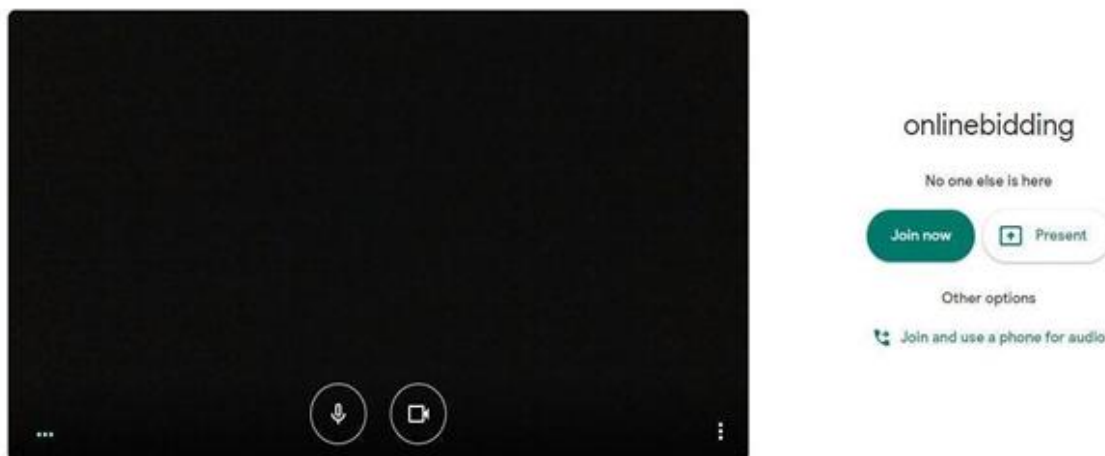 onlinebidding
No one else is here
Join now
Present
Other options
Join and use a phone for audio